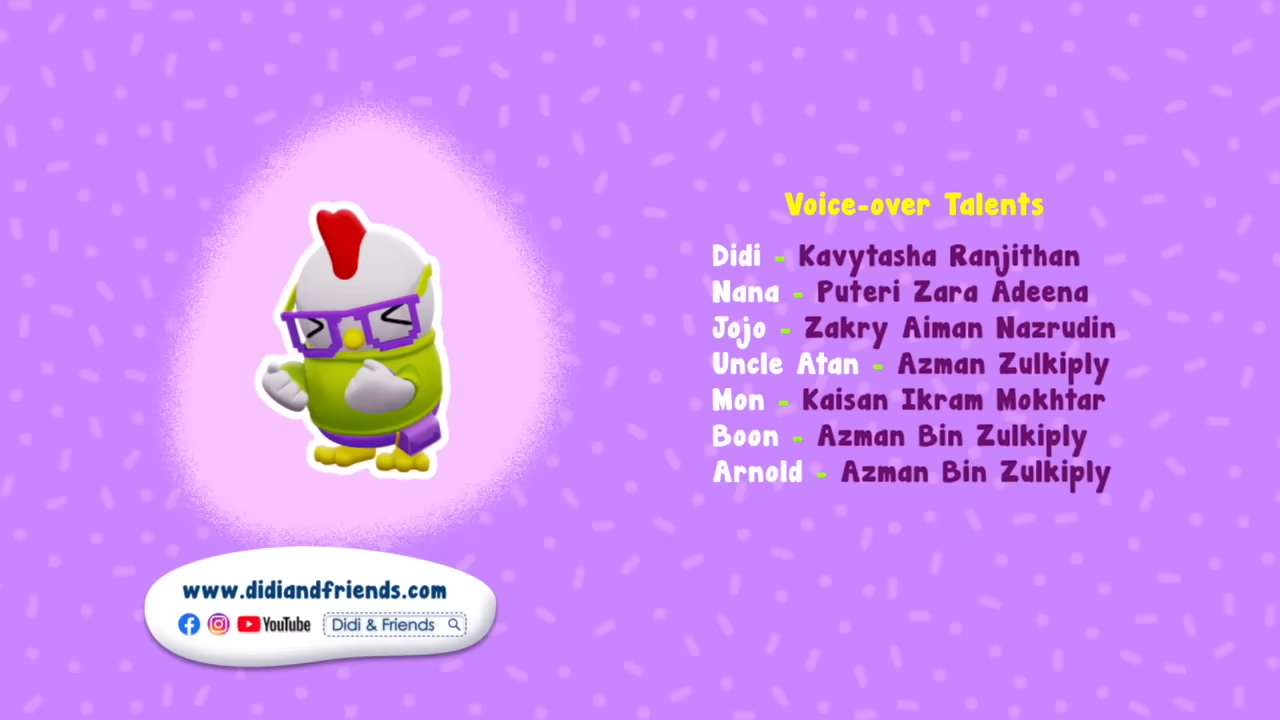 Voice-over Talents
Didi - Kavytasha Ranjithan
Nana - Puteri Zara Adeena
Jojo - Zakry Aiman Nazrudin
Uncle Atan - Azman Zulkiply
Mon - Kaisan Ikram Mokhtar
Boon - Azman Bin Zulkiply
Arnold - Azman Bin Zulkiply
www.didiandfriends.com
YouTube Didi & Friends